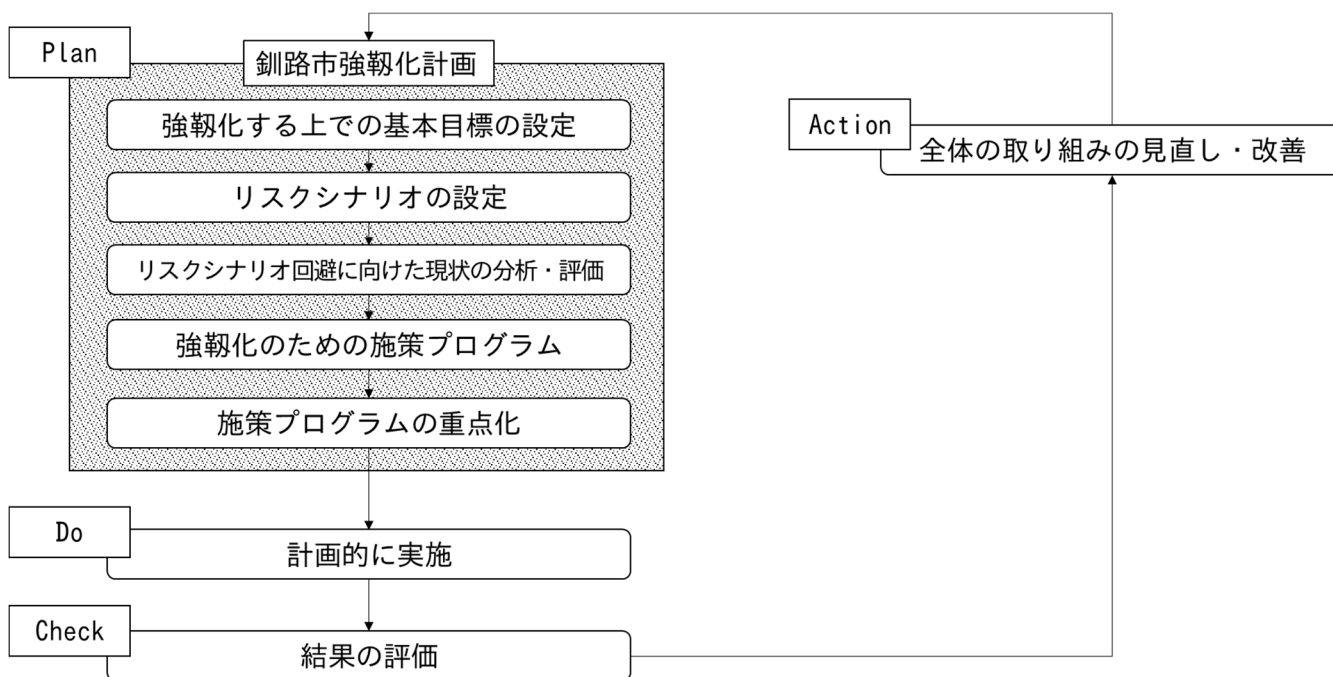 Plan
釧路市強靱化計画
強靱化する上での基本目標の設定
リスクシナリオの設定
リスクシナリオ回避に向けた現状の分析・評価
強靱化のための施策プログラム
施策プログラムの重点化
Do
計画的に実施
Check
結果の評価
Action
全体の取り組みの見直し・改善